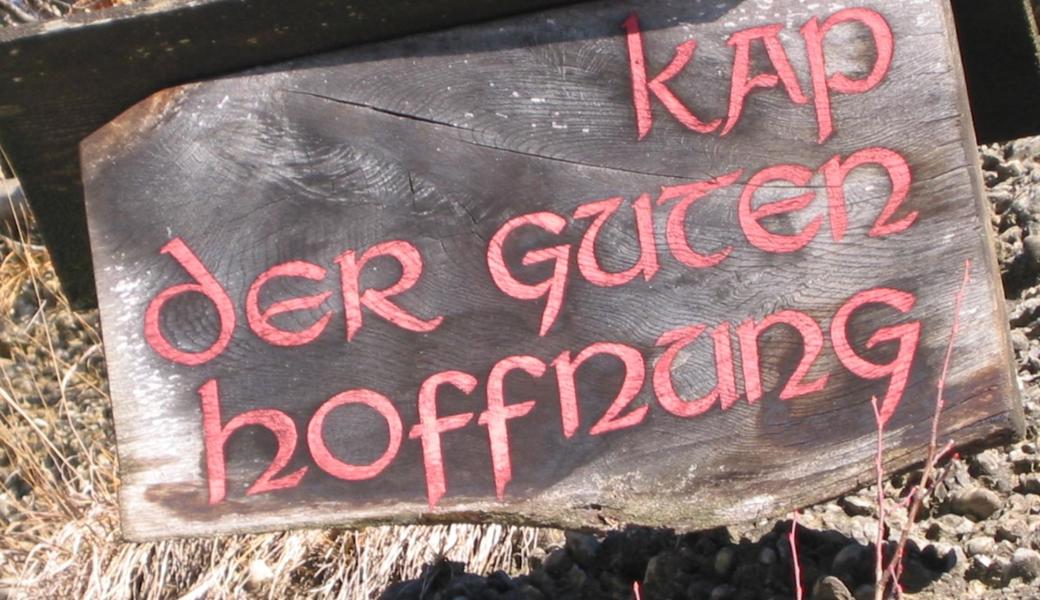 kAp
der GUTEN
hoffnung